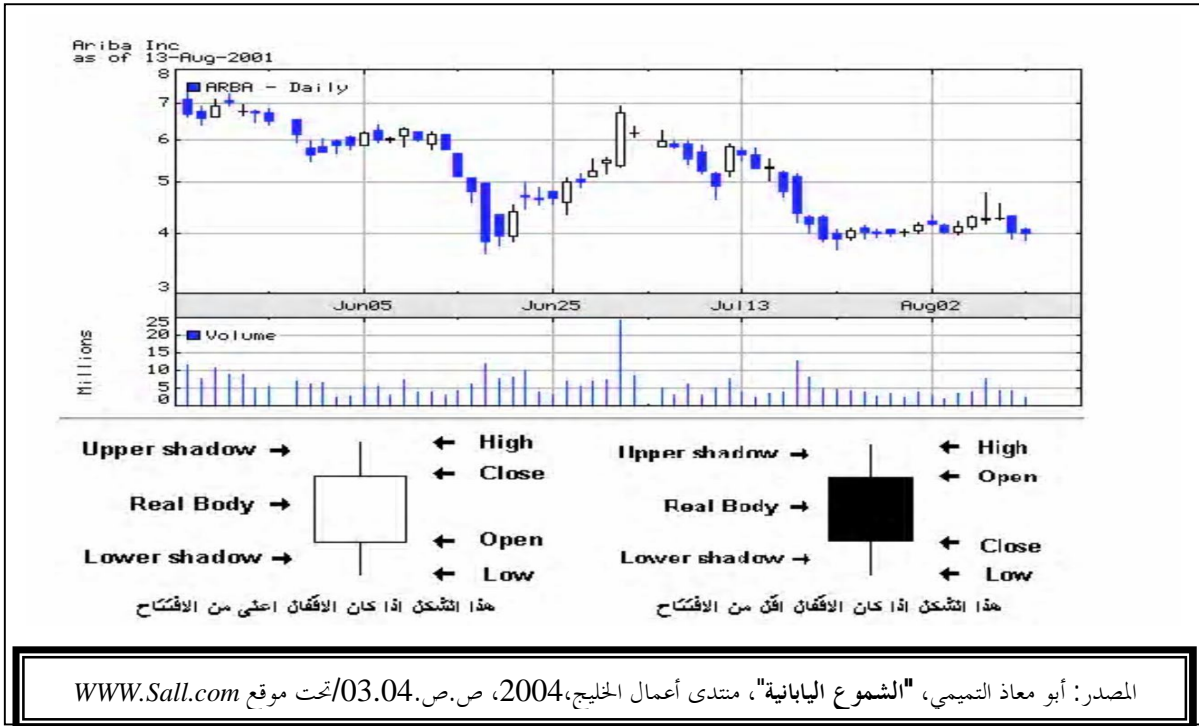 Ariba Inc
as of 13-Aug-2001
ARBA - Daily
8
7
6
5
4
3
Jun05 Jun25 Jul13 Aug02
Millions
Volume
25
20
15
10
5
0
Upper shadow → ← High
← Close
Real Body →
← Open
Lower shadow →
← Low
هذا الشكل اذا كان الاقفال اعلى من الافتتاح
Upper shadow → ← High
← Open
Real Body →
← Close
Lower shadow →
← Low
هذا الشكل اذا كان الاقفال اقل من الافتتاح
المصدر: أبو معاذ التميمي، "الشموع اليابانية"، منتدى أعمال الخليج،2004، ص.ص.03.04/تحت موقع WWW.Sall.com